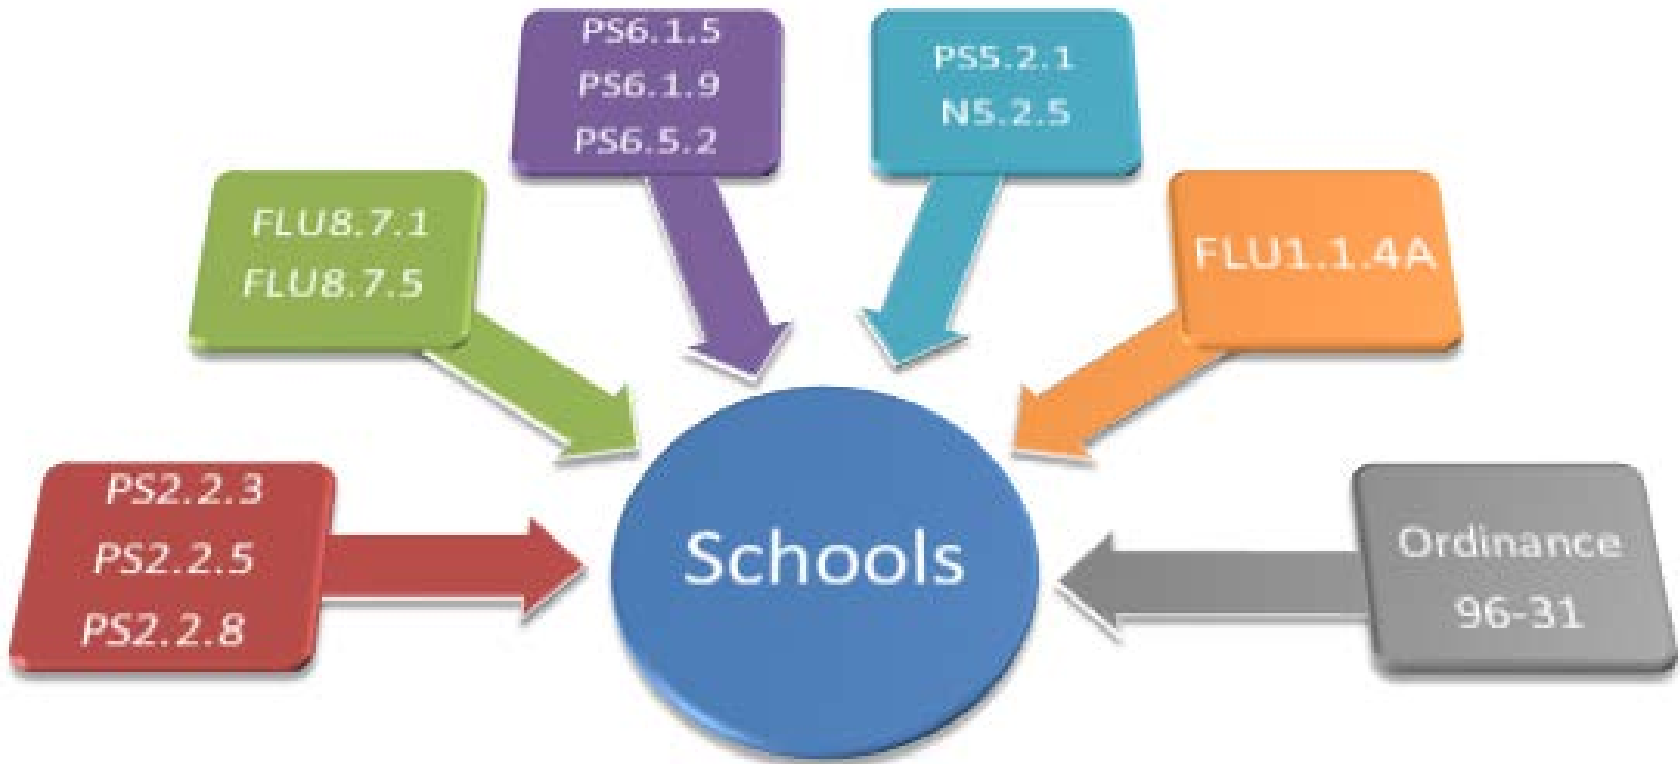 PS6.1.5
PS6.1.9
PS6.5.2
PS5.2.1
N5.2.5
FLU8.7.1
FLU8.7.5
FLU1.1.4A
PS2.2.3
PS2.2.5
PS2.2.8
Schools
Ordinance
96-31